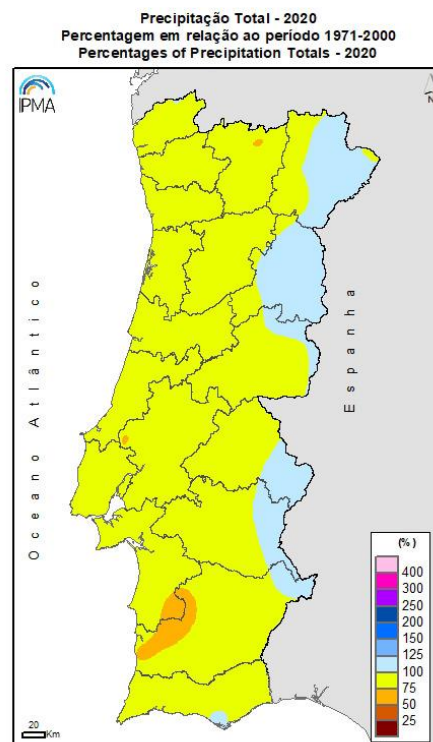 Precipitação Total - 2020
Percentagem em relação ao período 1971-2000
Percentages of Precipitation Totals - 2020
IPMA
N
Oceano Atlântico
Espanha
(%)
400
300
250
200
150
125
100
75
50
25
20
Km